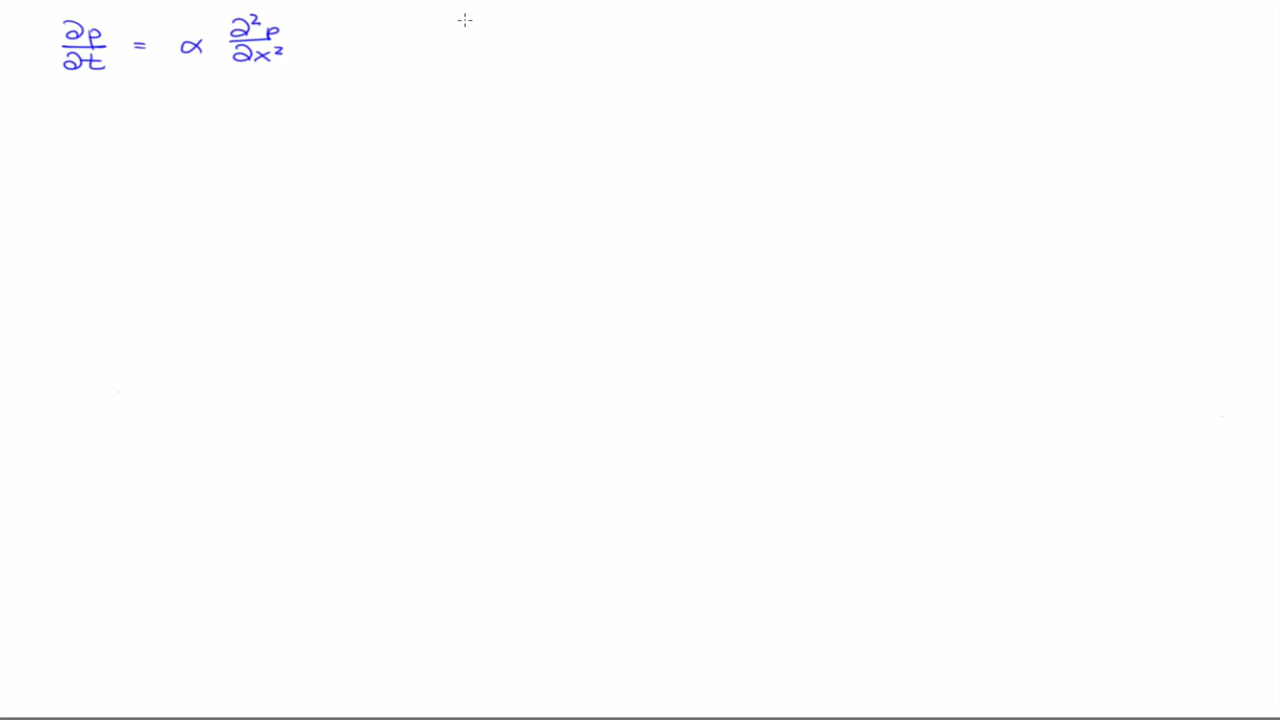 ∂p/∂t = α ∂²p/∂x²